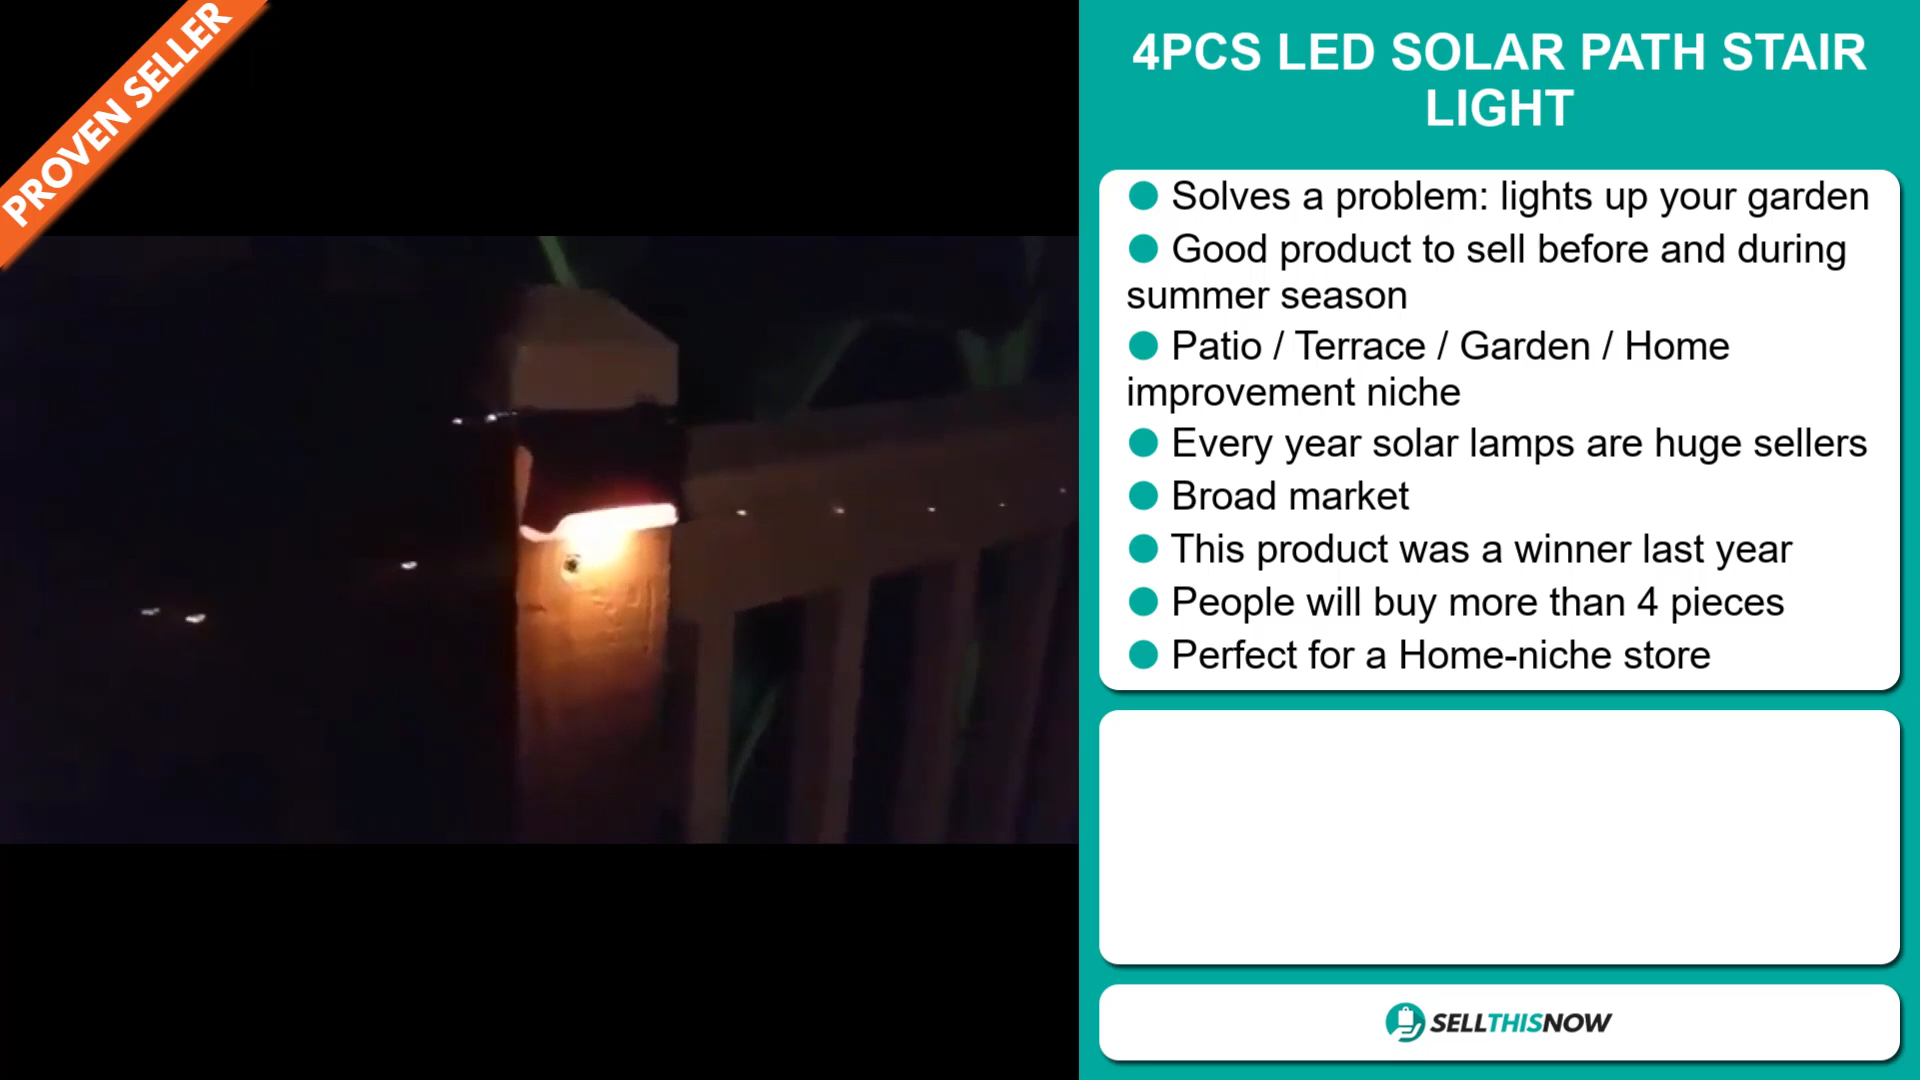 PROVEN SELLER
4PCS LED SOLAR PATH STAIR
LIGHT
Solves a problem: lights up your garden
Good product to sell before and during
summer season
Patio / Terrace / Garden / Home
improvement niche
Every year solar lamps are huge sellers
Broad market
This product was a winner last year
People will buy more than 4 pieces
Perfect for a Home-niche store
SELLTHISNOW